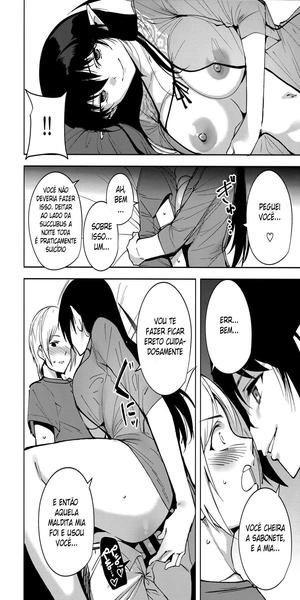 !!
PEGUEI
VOCÊ...
♡
AH,
BEM...
SOBRE
ISSO...
UM...
VOCÊ NÃO
DEVERIA FAZER
ISSO. DEITAR
AO LADO DA
SUCCUBUS A
NOITE TODA
É PRATICAMENTE
SUICÍDIO
ERR...
BEM...
VOCÊ CHEIRA
A SABONETE,
E A MIA...
VOU TE
FAZER FICAR
ERETO CUIDA-
DOSAMENTE
E ENTÃO
AQUELA
MALDITA MIA
FOI E USOU
VOCÊ...